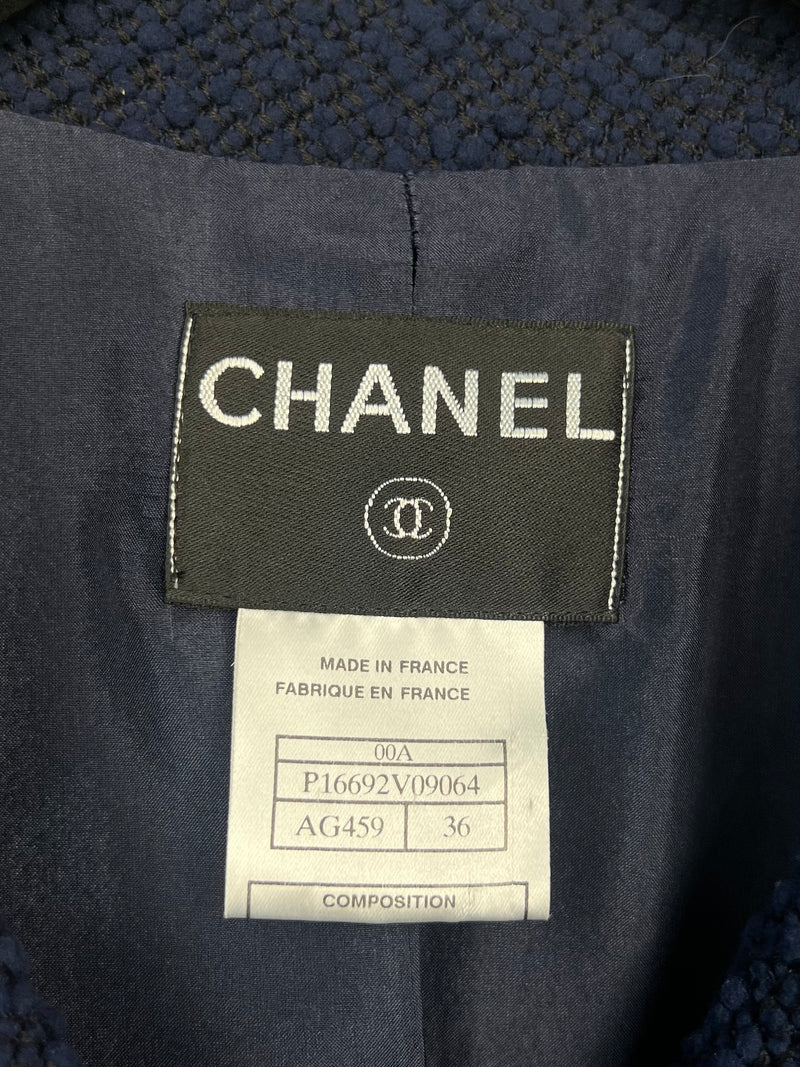 CHANEL
MADE IN FRANCE
FABRIQUE EN FRANCE
00A
P16692V09064
AG459 36
COMPOSITION